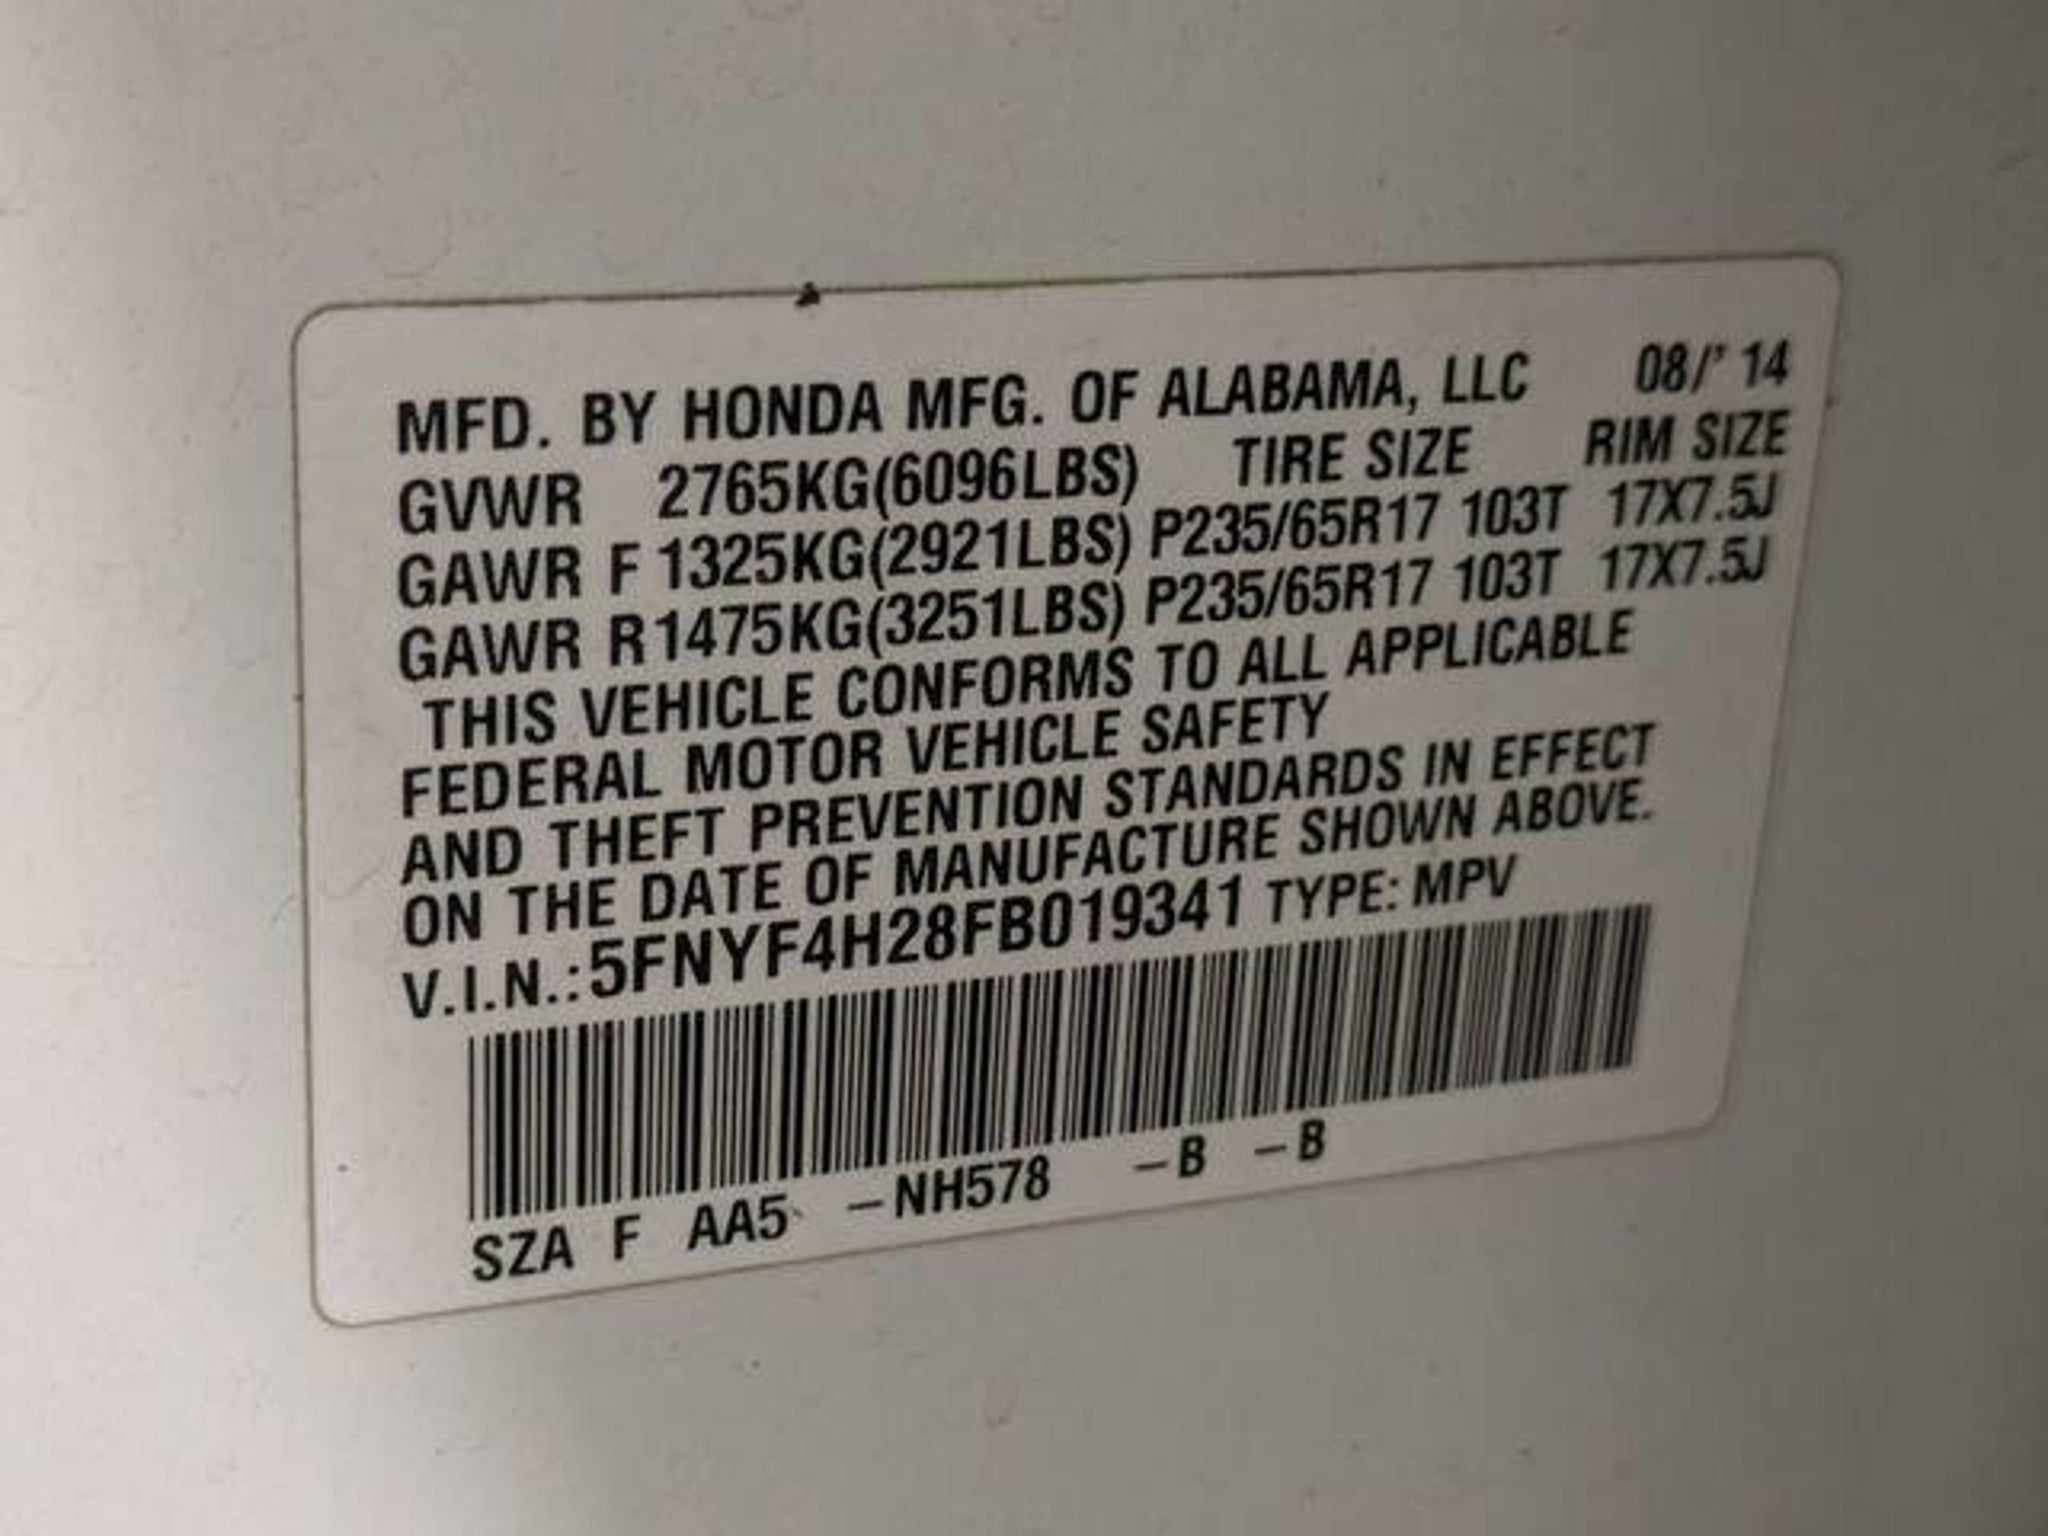 MFD. BY HONDA MFG. OF ALABAMA, LLC 08/' 14
GVWR 2765KG(6096LBS) TIRE SIZE RIM SIZE
GAWR F 1325KG(2921LBS) P235/65R17 103T 17X7.5J
GAWR R 1475KG(3251LBS) P235/65R17 103T 17X7.5J
THIS VEHICLE CONFORMS TO ALL APPLICABLE
FEDERAL MOTOR VEHICLE SAFETY
AND THEFT PREVENTION STANDARDS IN EFFECT
ON THE DATE OF MANUFACTURE SHOWN ABOVE.
V.I.N.: 5FNYF4H28FB019341 TYPE: MPV
SZA F AA5 –NH578 –B –B